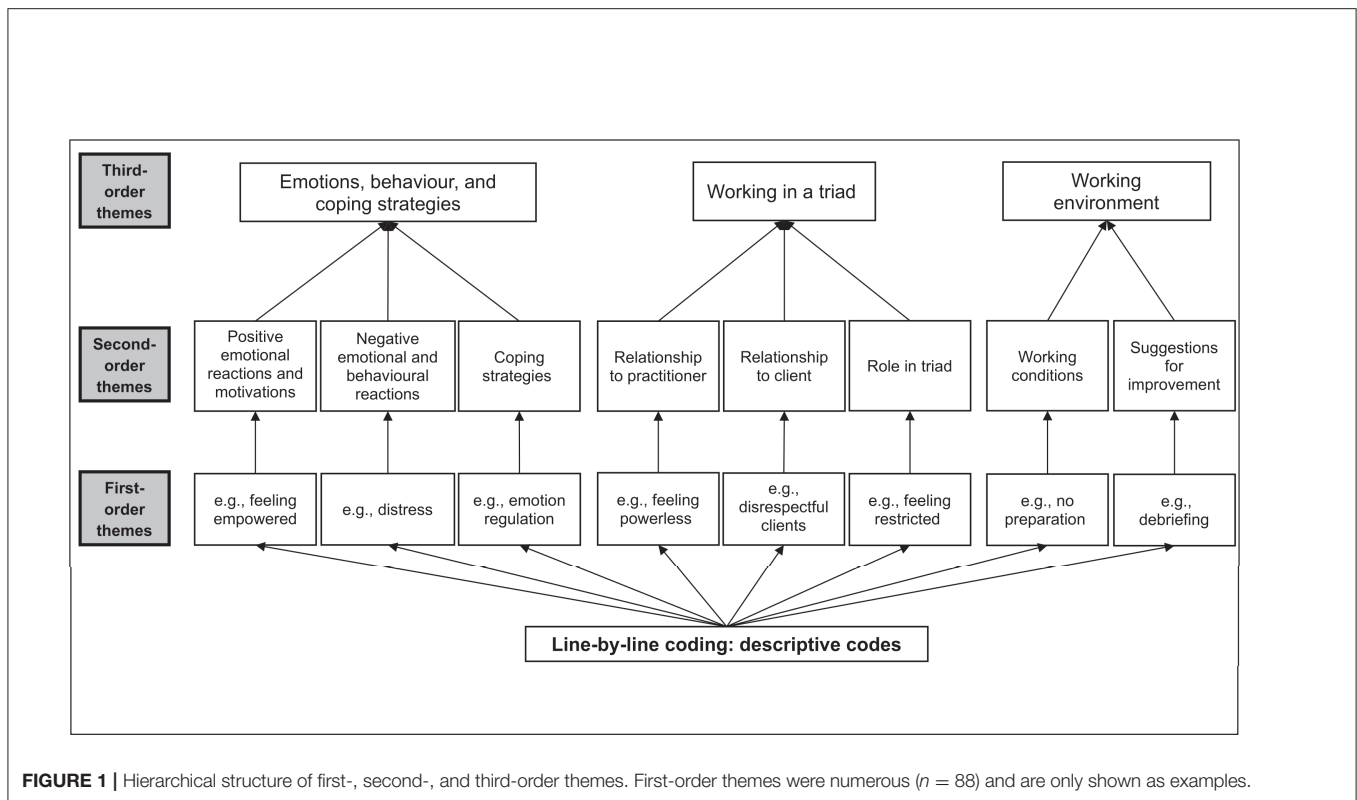 Third-
order
themes
Emotions, behaviour, and
coping strategies
Working in a triad
Working
environment
Second-
order
themes
Positive
emotional
reactions and
motivations
Negative
emotional and
behavioural
reactions
Coping
strategies
Relationship
to practitioner
Relationship
to client
Role in triad
Working
conditions
Suggestions
for
improvement
First-
order
themes
e.g., feeling
empowered
e.g., distress
e.g., emotion
regulation
e.g., feeling
powerless
e.g.,
disrespectful
clients
e.g., feeling
restricted
e.g., no
preparation
e.g.,
debriefing
Line-by-line coding: descriptive codes
FIGURE 1 | Hierarchical structure of first-, second-, and third-order themes. First-order themes were numerous (n = 88) and are only shown as examples.